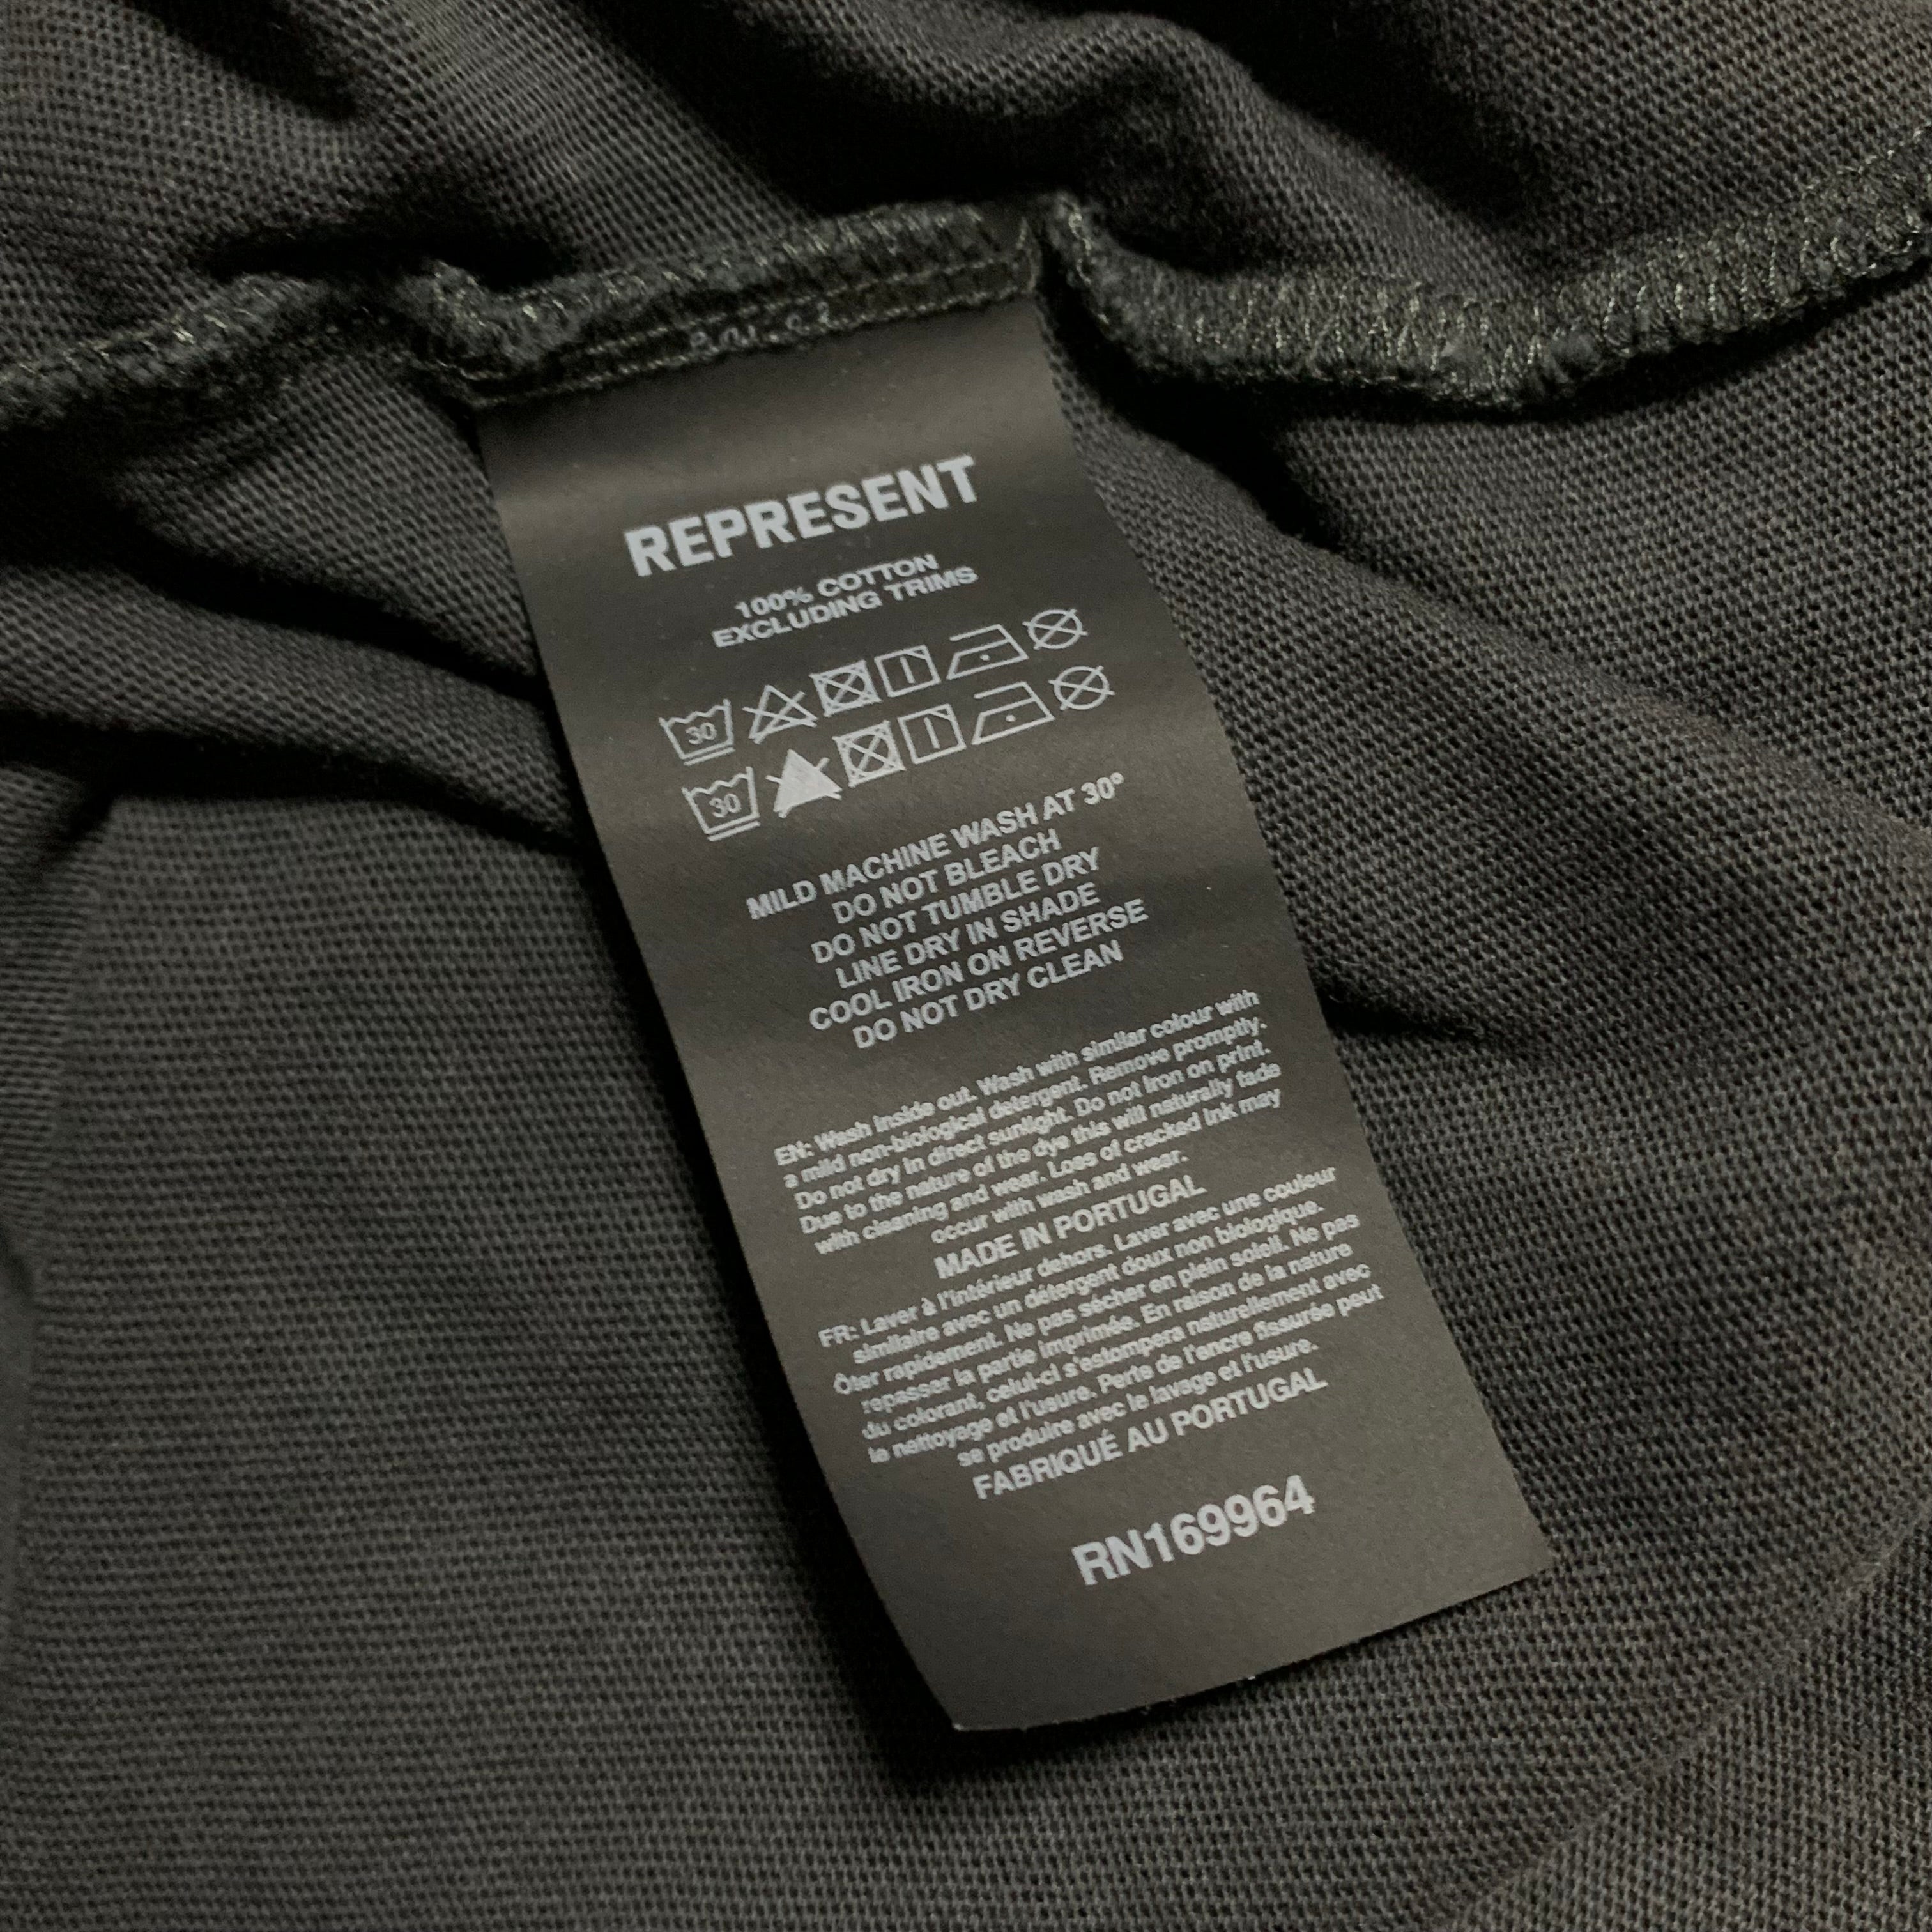 REPRESENT
100% COTTON
EXCLUDING TRIMS
30
30
MILD MACHINE WASH AT 30°
DO NOT BLEACH
DO NOT TUMBLE DRY
LINE DRY IN SHADE
COOL IRON ON REVERSE
DO NOT DRY CLEAN
EN: Wash inside out. Wash with similar colour with
a mild non-biological detergent. Remove promptly.
Do not dry in direct sunlight. Do not iron on print.
Due to the nature of the dye this will naturally fade
with cleaning and wear. Loss of cracked ink may
occur with wash and wear.
MADE IN PORTUGAL
FR: Laver à l'intérieur dehors. Laver avec une couleur
similaire avec un détergent doux non biologique.
Ôter rapidement. Ne pas sécher en plein soleil. Ne pas
repasser la partie imprimée. En raison de la nature
du colorant, celui-ci s'estompera naturellement avec
le nettoyage et l'usure. Perte de l'encre fissurée peut
se produire avec le lavage et l'usure.
FABRIQUÉ AU PORTUGAL
RN169964